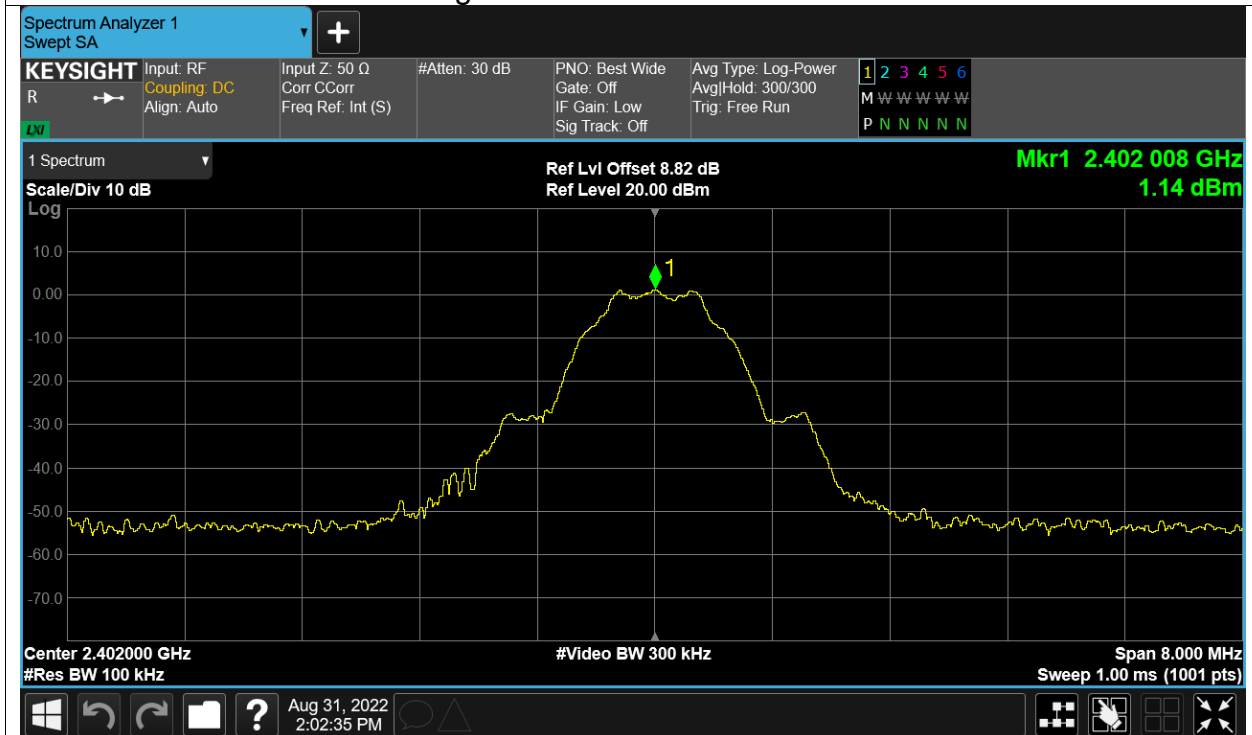 Spectrum Analyzer 1
Swept SA
+
KEYSIGHT
R
LXI
Input: RF
Coupling: DC
Align: Auto
Input Z: 50 Ω
Corr CCorr
Freq Ref: Int (S)
#Atten: 30 dB
PNO: Best Wide
Gate: Off
IF Gain: Low
Sig Track: Off
Avg Type: Log-Power
Avg|Hold: 300/300
Trig: Free Run
1 2 3 4 5 6
M W W W W W
P N N N N N
1 Spectrum
Scale/Div 10 dB
Ref Lvl Offset 8.82 dB
Ref Level 20.00 dBm
Mkr1 2.402 008 GHz
1.14 dBm
Log
1
10.0
0.00
-10.0
-20.0
-30.0
-40.0
-50.0
-60.0
-70.0
Center 2.402000 GHz
#Video BW 300 kHz
Span 8.000 MHz
#Res BW 100 kHz
Sweep 1.00 ms (1001 pts)
?
Aug 31, 2022
2:02:35 PM